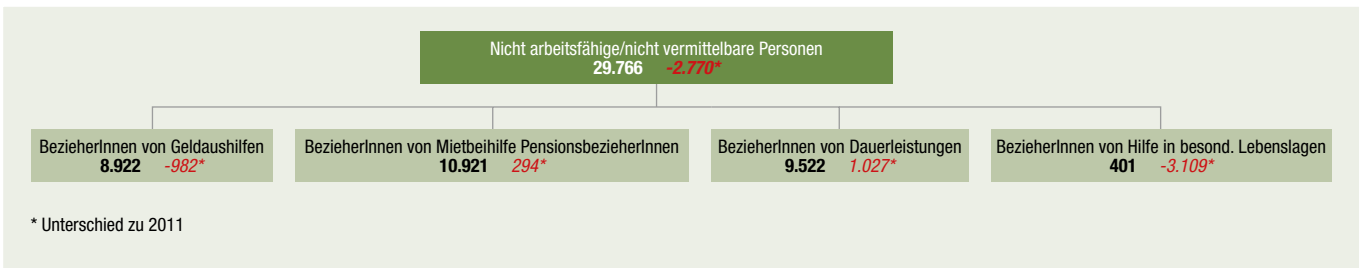 Nicht arbeitsfähige/nicht vermittelbare Personen
29.766 -2.770*
BezieherInnen von Geldaushilfen
8.922 -982*
BezieherInnen von Mietbeihilfe PensionsbezieherInnen
10.921 294*
BezieherInnen von Dauerleistungen
9.522 1.027*
BezieherInnen von Hilfe in besond. Lebenslagen
401 -3.109*
* Unterschied zu 2011